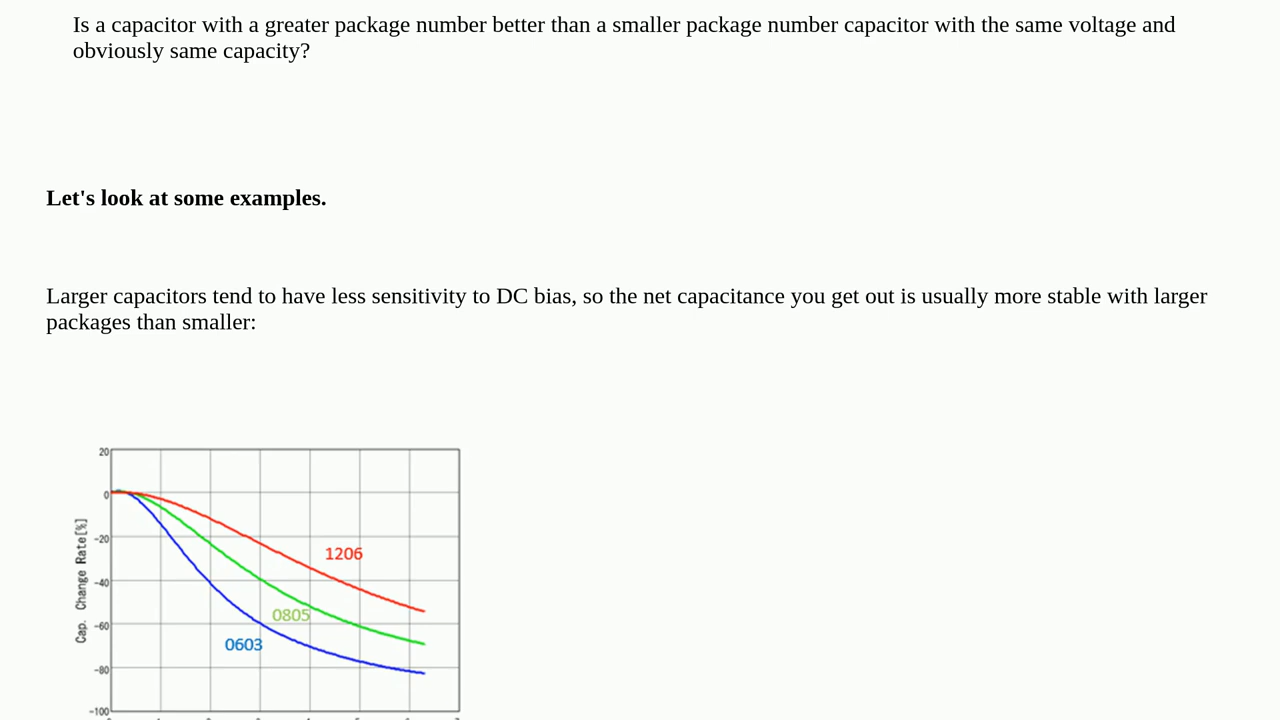 Is a capacitor with a greater package number better than a smaller package number capacitor with the same voltage and
obviously same capacity?
Let's look at some examples.
Larger capacitors tend to have less sensitivity to DC bias, so the net capacitance you get out is usually more stable with larger
packages than smaller:
20
0
-20
-40
-60
-80
-100
Cap. Change Rate[%]
1206
0805
0603